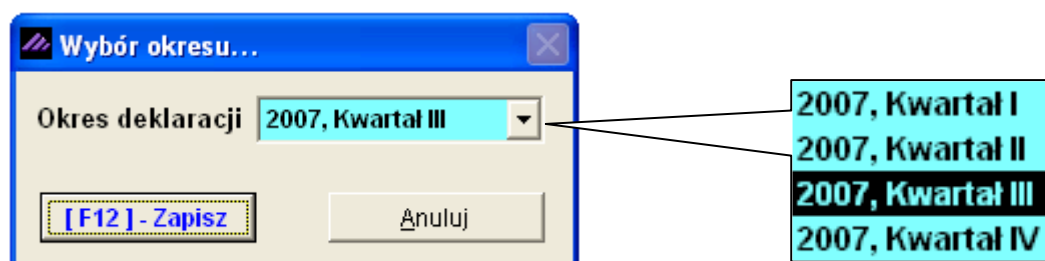 Wybór okresu...
Okres deklaracji 2007, Kwartał III
[ F12 ] - Zapisz Anuluj
2007, Kwartał I
2007, Kwartał II
2007, Kwartał III
2007, Kwartał IV